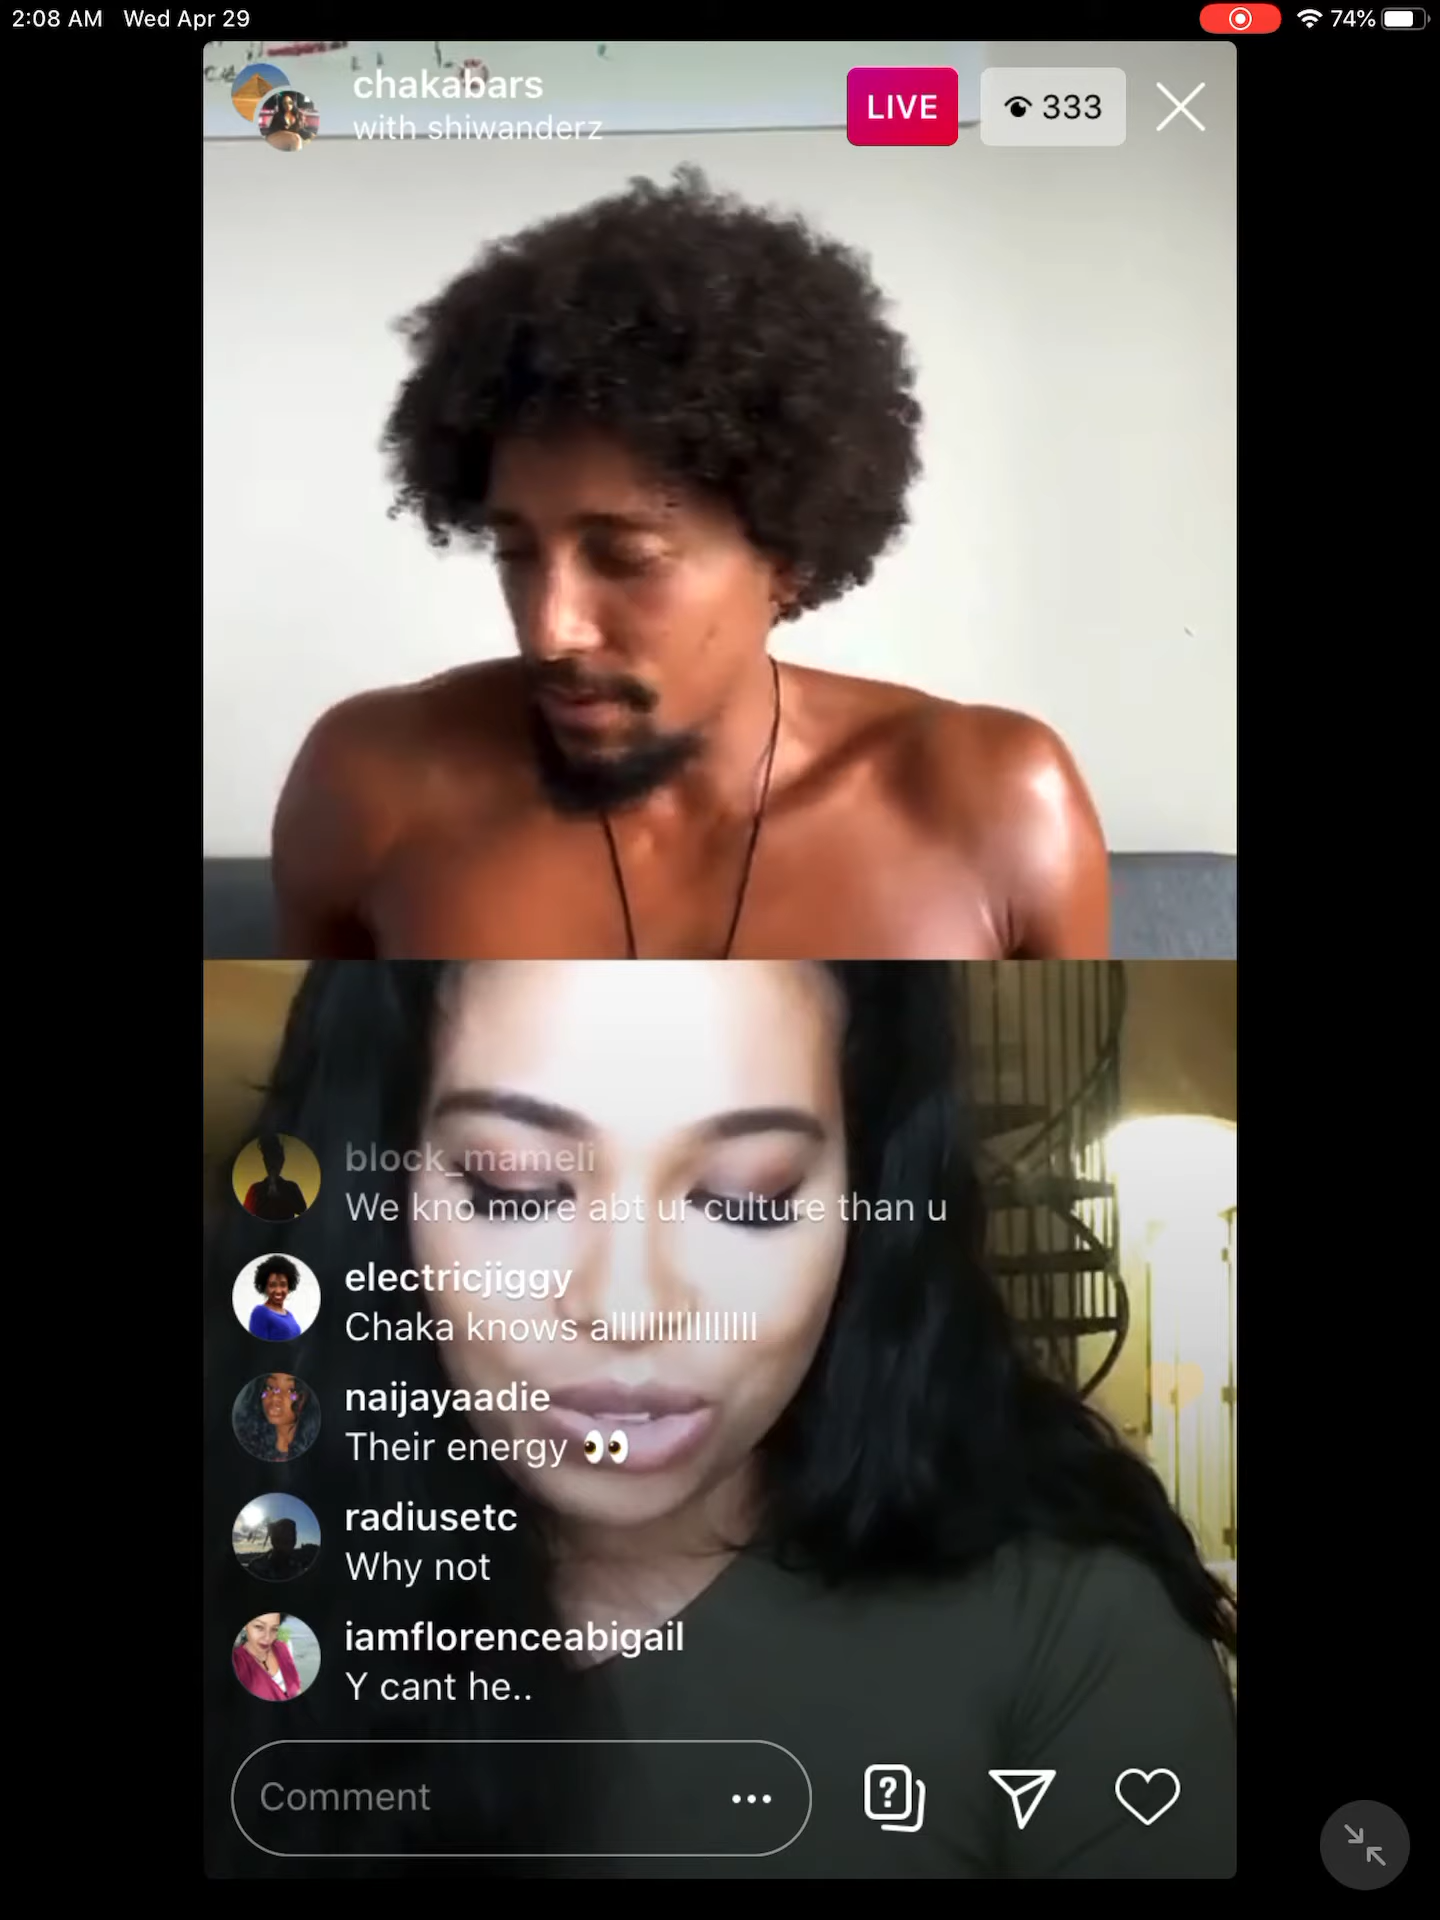 2:08 AM Wed Apr 29
74%
chakabars
with shiwanderz
LIVE
333
block_mameli
We kno more abt ur culture than u
electricjiggy
Chaka knows allllllllllllllll
naijayaadie
Their energy 👀
radiusetc
Why not
iamflorenceabigail
Y cant he..
Comment